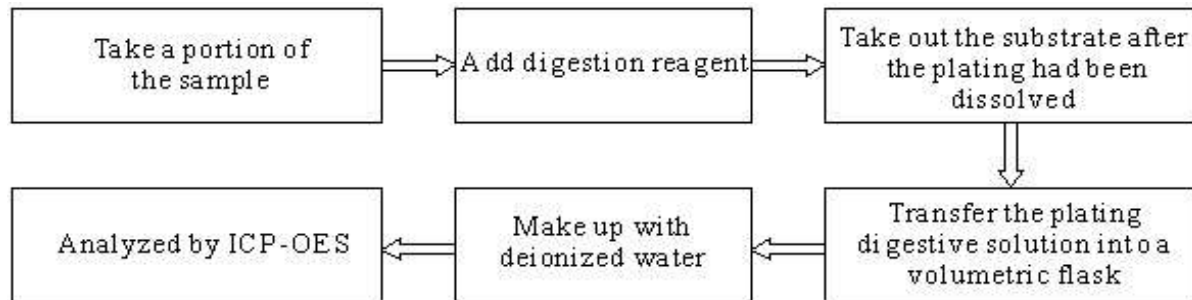 Take a portion of
the sample
Add digestion reagent
Take out the substrate after
the plating had been
dissolved
Transfer the plating
digestive solution into a
volumetric flask
Make up with
deionized water
Analyzed by ICP-OES